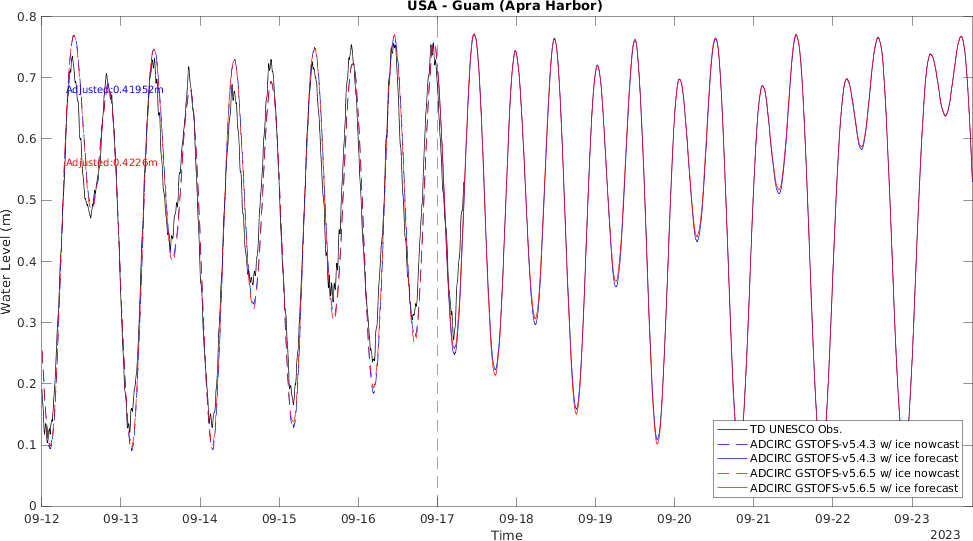 USA - Guam (Apra Harbor)
0.8
0.7
0.6
0.5
0.4
0.3
0.2
0.1
0
Water Level (m)
Adjusted:0.41952m
Adjusted:0.4226m
TD UNESCO Obs.
ADCIRC GSTOFS-v5.4.3 w/ ice nowcast
ADCIRC GSTOFS-v5.4.3 w/ ice forecast
ADCIRC GSTOFS-v5.6.5 w/ ice nowcast
ADCIRC GSTOFS-v5.6.5 w/ ice forecast
09-12 09-13 09-14 09-15 09-16 09-17 09-18 09-19 09-20 09-21 09-22 09-23
Time
2023